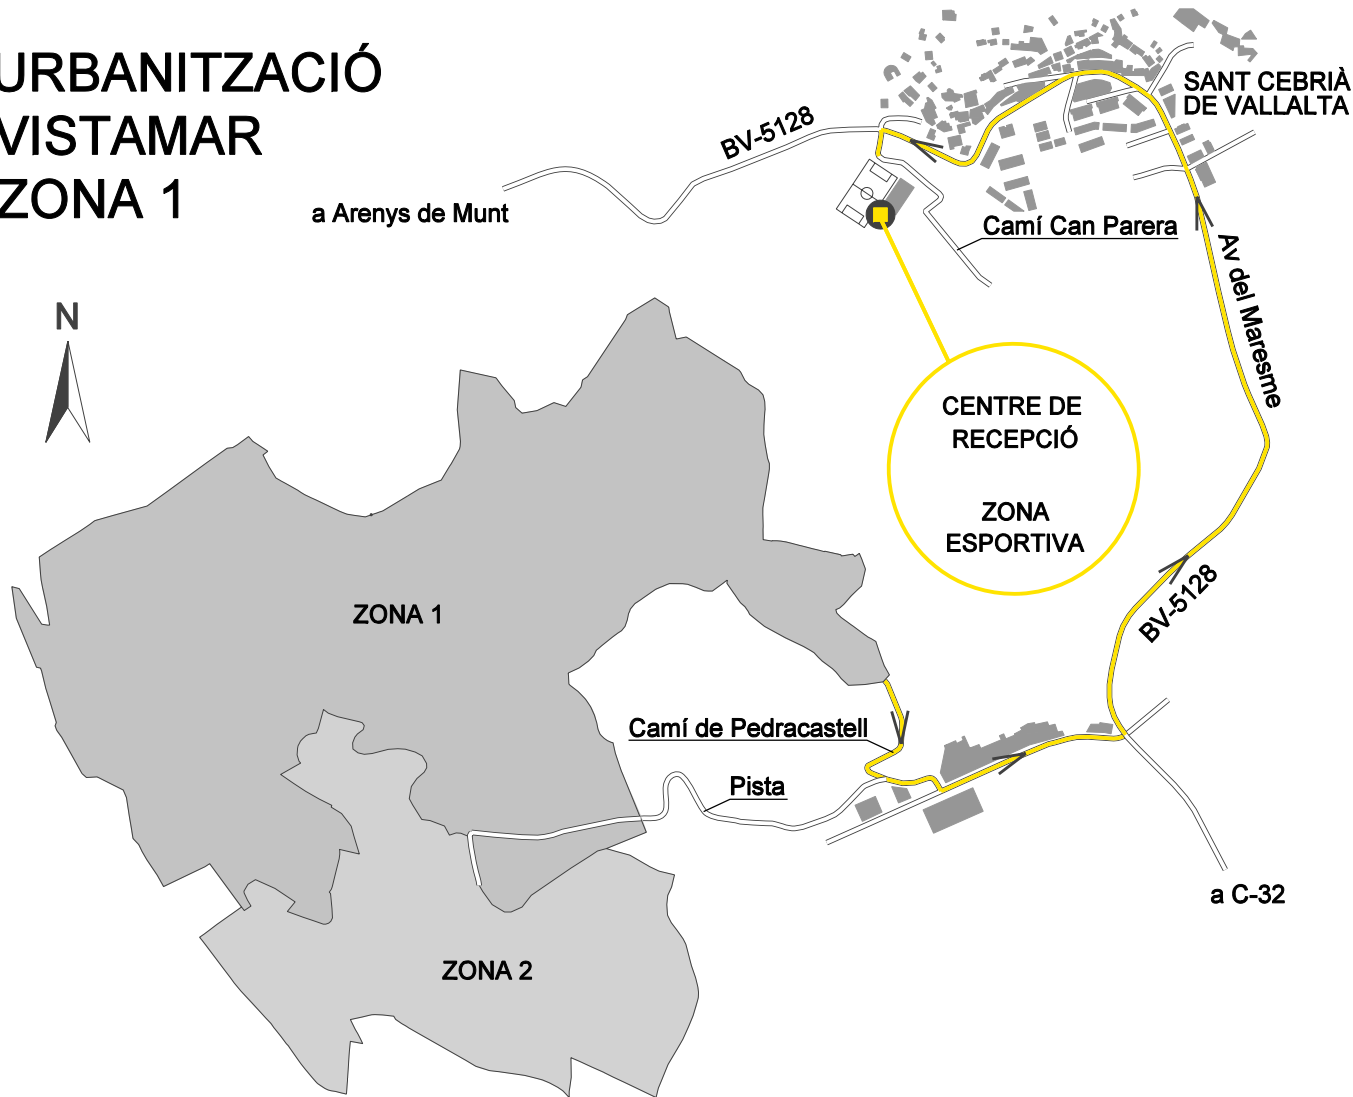 URBANITZACIÓ
VISTAMAR
ZONA 1
SANT CEBRIÀ
DE VALLALTA
BV-5128
a Arenys de Munt
Camí Can Parera
Av del Maresme
N
CENTRE DE
RECEPCIÓ
ZONA
ESPORTIVA
ZONA 1
BV-5128
Camí de Pedracastell
Pista
a C-32
ZONA 2